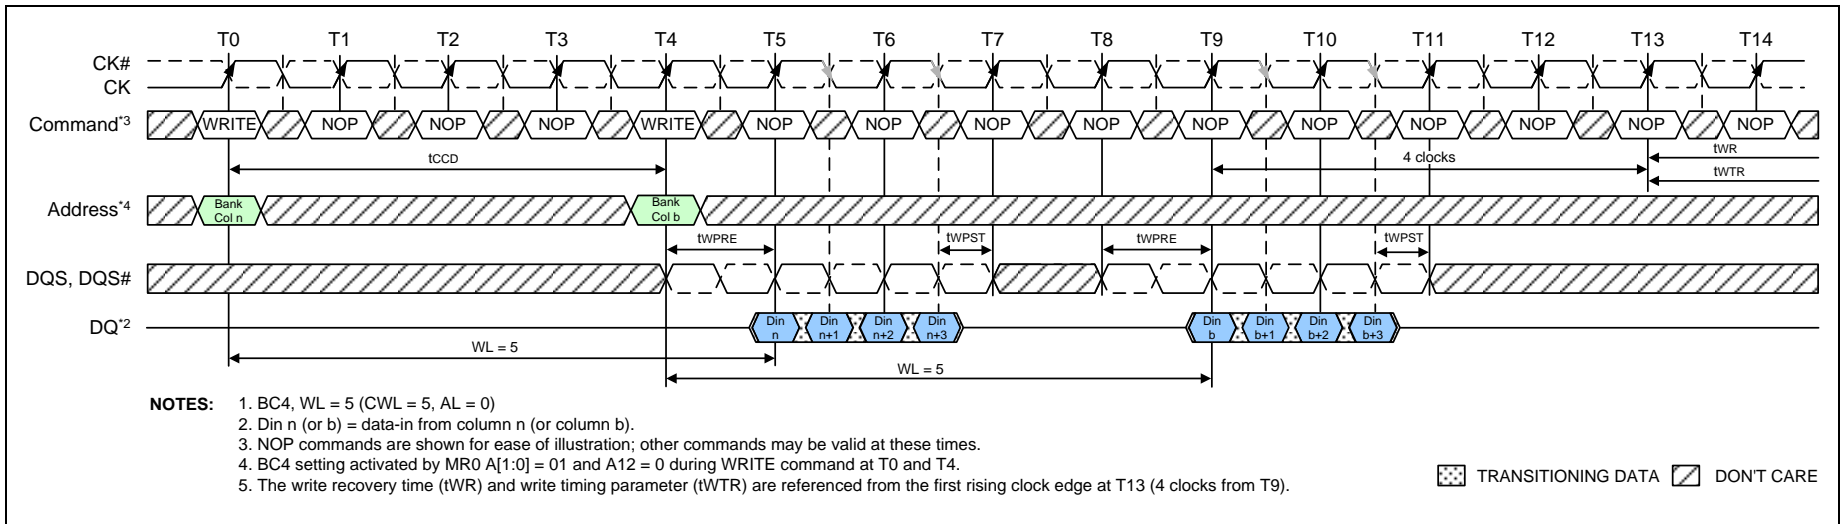 T0 T1 T2 T3 T4 T5 T6 T7 T8 T9 T10 T11 T12 T13 T14
CK#
CK
Command*3 WRITE NOP NOP NOP WRITE NOP NOP NOP NOP NOP NOP NOP NOP NOP NOP
tCCD 4 clocks tWR
tWTR
Address*4 Bank Col n Bank Col b
tWPRE tWPST tWPRE tWPST
DQS, DQS#
DQ*2 Din n Din n+1 Din n+2 Din n+3 Din b Din b+1 Din b+2 Din b+3
WL = 5
WL = 5
NOTES: 1. BC4, WL = 5 (CWL = 5, AL = 0)
2. Din n (or b) = data-in from column n (or column b).
3. NOP commands are shown for ease of illustration; other commands may be valid at these times.
4. BC4 setting activated by MR0 A[1:0] = 01 and A12 = 0 during WRITE command at T0 and T4.
5. The write recovery time (tWR) and write timing parameter (tWTR) are referenced from the first rising clock edge at T13 (4 clocks from T9).
TRANSITIONING DATA DON'T CARE